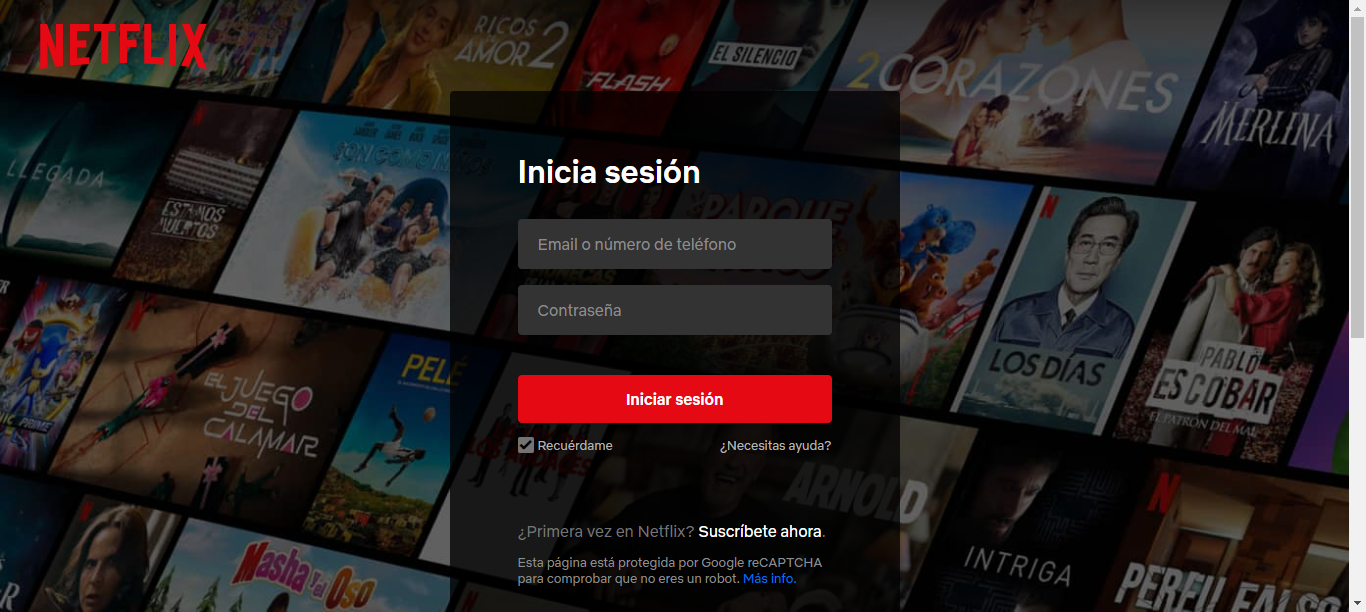 NETFLIX
RICOS
AMOR 2
FLASH
EL SILENCIO
2 CORAZONES
MERLINA
LLEGADA
ESTAMOS
MUERTOS
SON COMO NIÑOS
PARQUE
Inicia sesión
Email o número de teléfono
Contraseña
Iniciar sesión
Recuérdame
¿Necesitas ayuda?
¿Primera vez en Netflix? Suscríbete ahora.
Esta página está protegida por Google reCAPTCHA
para comprobar que no eres un robot. Más info.
LOS DÍAS
PABLO
ESCOBAR
EL PATRÓN DEL MAL
EL JUEGO
DEL
CALAMAR
PELÉ
ARNOLD
INTRIGA
PERFIL FALSO
Masha y el Oso